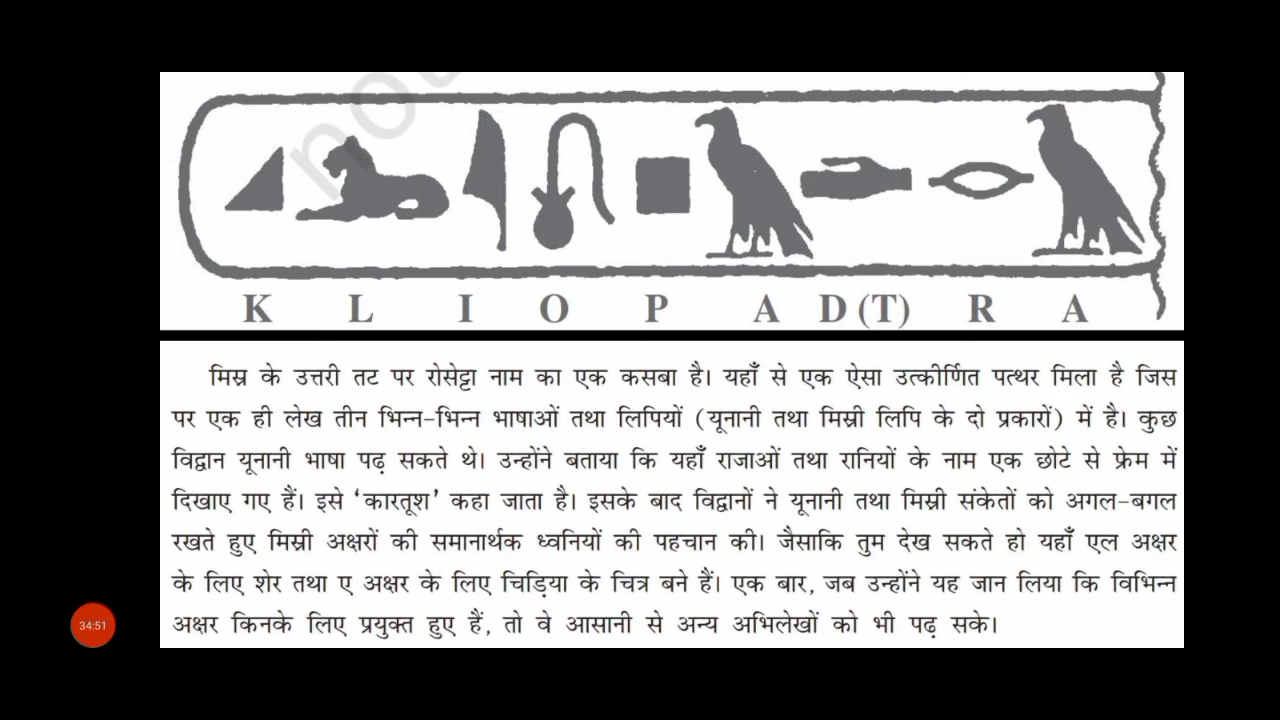 not
K L I O P A D (T) R A
मिस्र के उत्तरी तट पर रोसेट्टा नाम का एक कसबा है। यहाँ से एक ऐसा उत्कीर्णित पत्थर मिला है जिस
पर एक ही लेख तीन भिन्न-भिन्न भाषाओं तथा लिपियों (यूनानी तथा मिस्री लिपि के दो प्रकारों) में है। कुछ
विद्वान यूनानी भाषा पढ़ सकते थे। उन्होंने बताया कि यहाँ राजाओं तथा रानियों के नाम एक छोटे से फ्रेम में
दिखाए गए हैं। इसे ‘कारतूश’ कहा जाता है। इसके बाद विद्वानों ने यूनानी तथा मिस्री संकेतों को अगल-बगल
रखते हुए मिस्री अक्षरों की समानार्थक ध्वनियों की पहचान की। जैसाकि तुम देख सकते हो यहाँ एल अक्षर
के लिए शेर तथा ए अक्षर के लिए चिड़िया के चित्र बने हैं। एक बार, जब उन्होंने यह जान लिया कि विभिन्न
अक्षर किनके लिए प्रयुक्त हुए हैं, तो वे आसानी से अन्य अभिलेखों को भी पढ़ सके।
34:51